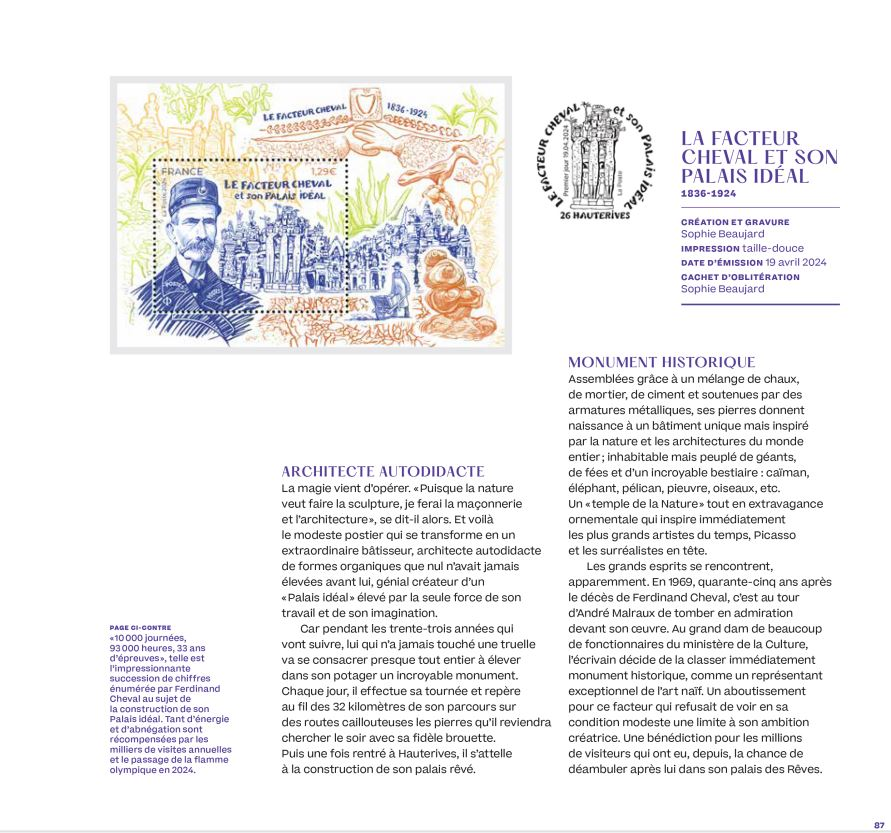 LE FACTEUR CHEVAL 1836-1924
FRANCE 1,29€
La Poste 2024
LE FACTEUR CHEVAL
et son PALAIS IDÉAL
POSTES
LE FACTEUR CHEVAL et son PALAIS IDÉAL
Premier jour 19.04.2024
La Poste
26 HAUTERIVES
LA FACTEUR
CHEVAL ET SON
PALAIS IDÉAL
1836-1924
CRÉATION ET GRAVURE
Sophie Beaujard
IMPRESSION taille-douce
DATE D'ÉMISSION 19 avril 2024
CACHET D'OBLITÉRATION
Sophie Beaujard
PAGE CI-CONTRE
«10 000 journées,
93 000 heures, 33 ans
d'épreuves», telle est
l'impressionnante
succession de chiffres
énumérée par Ferdinand
Cheval au sujet de
la construction de son
Palais idéal. Tant d'énergie
et d'abnégation sont
récompensées par les
milliers de visites annuelles
et le passage de la flamme
olympique en 2024.
ARCHITECTE AUTODIDACTE
La magie vient d'opérer. «Puisque la nature
veut faire la sculpture, je ferai la maçonnerie
et l'architecture», se dit-il alors. Et voilà
le modeste postier qui se transforme en un
extraordinaire bâtisseur, architecte autodidacte
de formes organiques que nul n'avait jamais
élevées avant lui, génial créateur d'un
«Palais idéal» élevé par la seule force de son
travail et de son imagination.
Car pendant les trente-trois années qui
vont suivre, lui qui n'a jamais touché une truelle
va se consacrer presque tout entier à élever
dans son potager un incroyable monument.
Chaque jour, il effectue sa tournée et repère
au fil des 32 kilomètres de son parcours sur
des routes caillouteuses les pierres qu'il reviendra
chercher le soir avec sa fidèle brouette.
Puis une fois rentré à Hauterives, il s'attelle
à la construction de son palais rêvé.
MONUMENT HISTORIQUE
Assemblées grâce à un mélange de chaux,
de mortier, de ciment et soutenues par des
armatures métalliques, ses pierres donnent
naissance à un bâtiment unique mais inspiré
par la nature et les architectures du monde
entier ; inhabitable mais peuplé de géants,
de fées et d'un incroyable bestiaire : caïman,
éléphant, pélican, pieuvre, oiseaux, etc.
Un «temple de la Nature» tout en extravagance
ornementale qui inspire immédiatement
les plus grands artistes du temps, Picasso
et les surréalistes en tête.
Les grands esprits se rencontrent,
apparemment. En 1969, quarante-cinq ans après
le décès de Ferdinand Cheval, c'est au tour
d'André Malraux de tomber en admiration
devant son œuvre. Au grand dam de beaucoup
de fonctionnaires du ministère de la Culture,
l'écrivain décide de la classer immédiatement
monument historique, comme un représentant
exceptionnel de l'art naïf. Un aboutissement
pour ce facteur qui refusait de voir en sa
condition modeste une limite à son ambition
créatrice. Une bénédiction pour les millions
de visiteurs qui ont eu, depuis, la chance de
déambuler après lui dans son palais des Rêves.
87